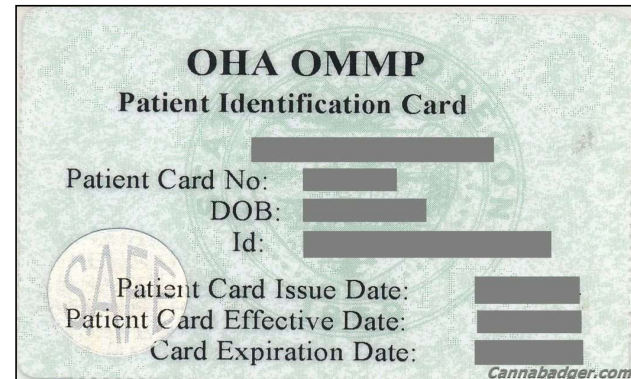 OHA OMMP
Patient Identification Card
Patient Card No:
DOB:
Id:
SAFE
Patient Card Issue Date:
Patient Card Effective Date:
Card Expiration Date:
Cannabadger.com